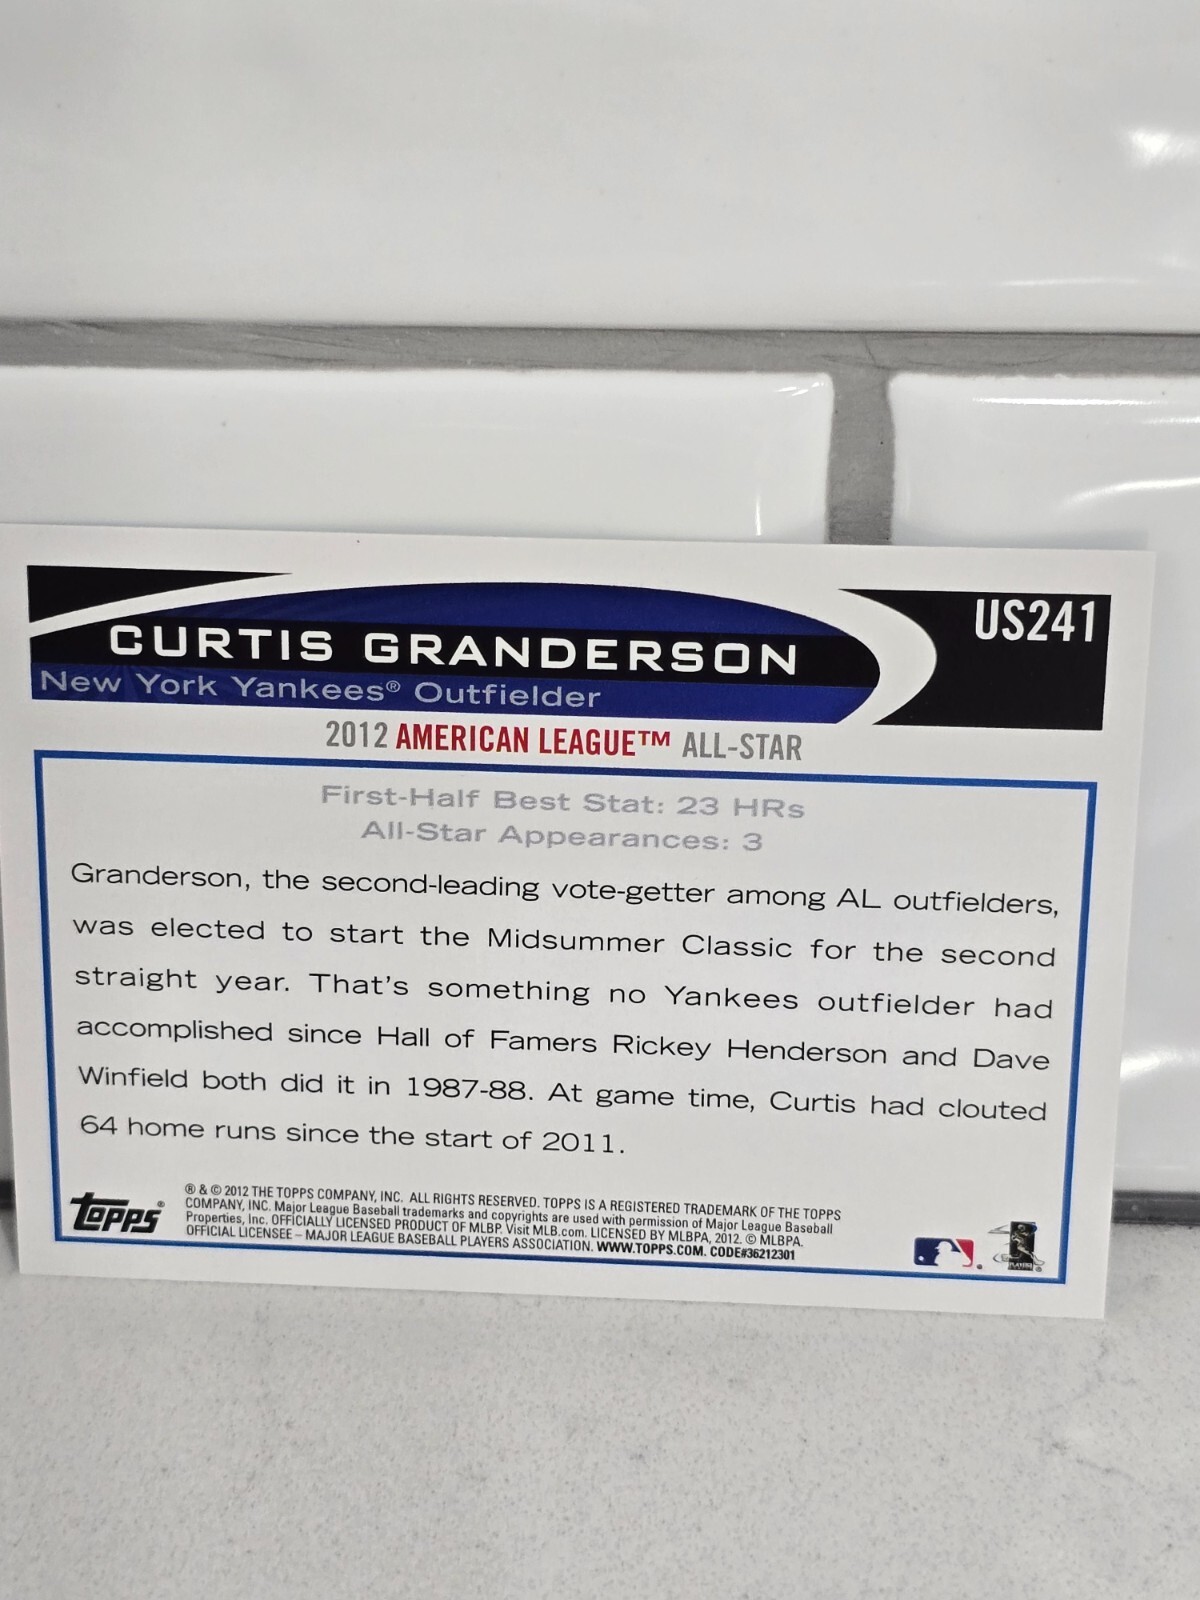 US241
CURTIS GRANDERSON
New York Yankees® Outfielder
2012 AMERICAN LEAGUE™ ALL-STAR
First-Half Best Stat: 23 HRs
All-Star Appearances: 3
Granderson, the second-leading vote-getter among AL outfielders,
was elected to start the Midsummer Classic for the second
straight year. That's something no Yankees outfielder had
accomplished since Hall of Famers Rickey Henderson and Dave
Winfield both did it in 1987-88. At game time, Curtis had clouted
64 home runs since the start of 2011.
TOPPS®
® & © 2012 THE TOPPS COMPANY, INC. ALL RIGHTS RESERVED. TOPPS IS A REGISTERED TRADEMARK OF THE TOPPS
COMPANY, INC. Major League Baseball trademarks and copyrights are used with permission of Major League Baseball
Properties, Inc. OFFICIALLY LICENSED PRODUCT OF MLBP. Visit MLB.com. LICENSED BY MLBPA, 2012. © MLBPA.
OFFICIAL LICENSEE – MAJOR LEAGUE BASEBALL PLAYERS ASSOCIATION. WWW.TOPPS.COM. CODE#36212301